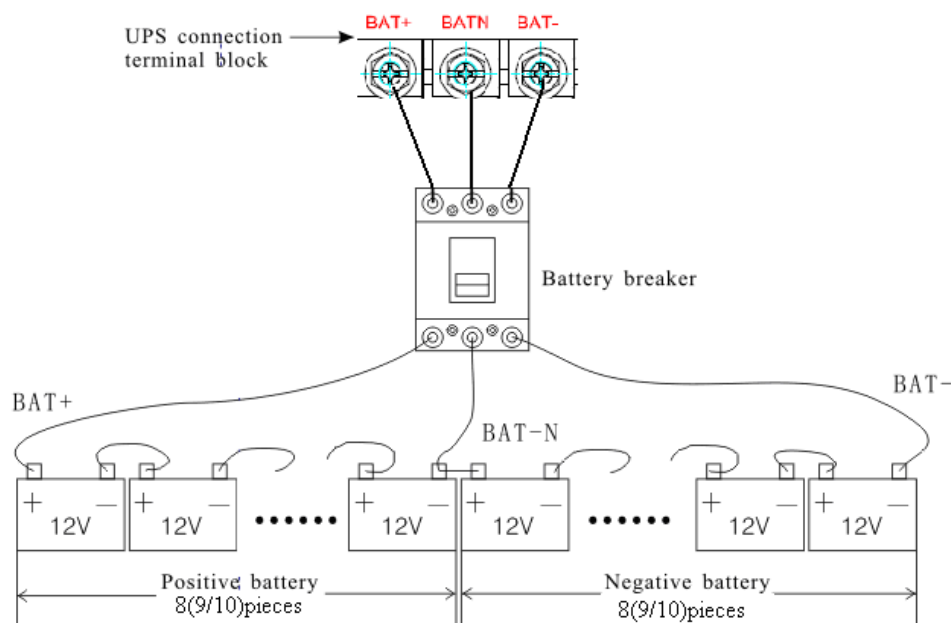 BAT+ BATN BAT-
UPS connection
terminal block
Battery breaker
BAT+
BAT-
BAT-N
+ − + − + − + − + − + −
12V 12V 12V 12V 12V 12V
Positive battery
8(9/10)pieces
Negative battery
8(9/10)pieces